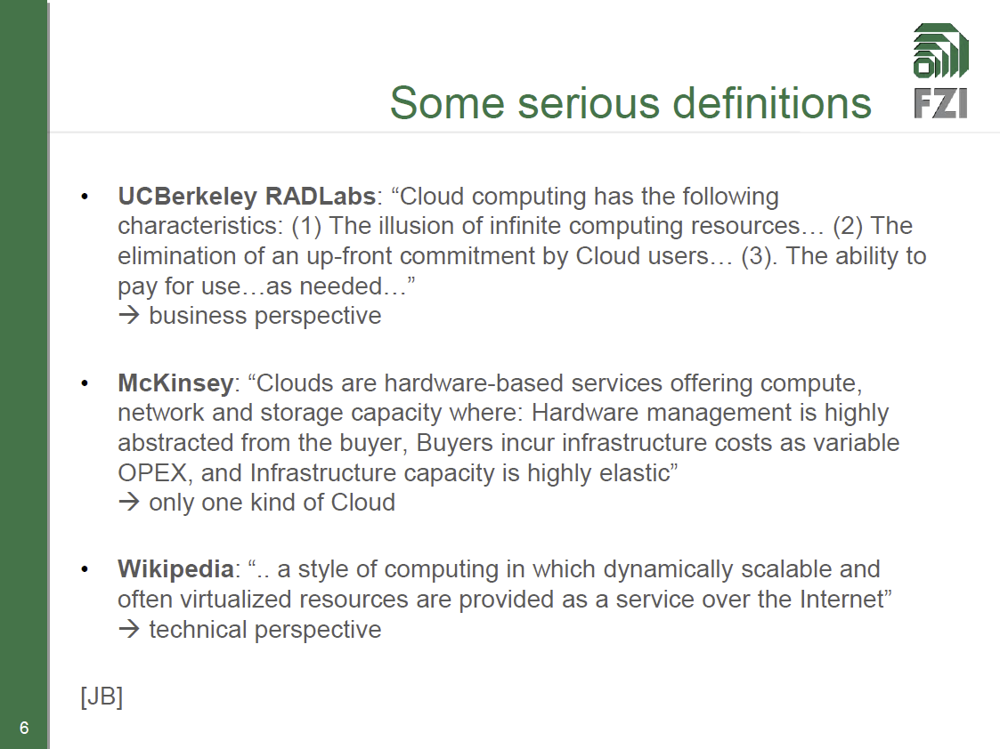 Some serious definitions
FZI
• UCBerkeley RADLabs: “Cloud computing has the following
characteristics: (1) The illusion of infinite computing resources… (2) The
elimination of an up-front commitment by Cloud users… (3). The ability to
pay for use…as needed…”
→ business perspective
• McKinsey: “Clouds are hardware-based services offering compute,
network and storage capacity where: Hardware management is highly
abstracted from the buyer, Buyers incur infrastructure costs as variable
OPEX, and Infrastructure capacity is highly elastic”
→ only one kind of Cloud
• Wikipedia: “.. a style of computing in which dynamically scalable and
often virtualized resources are provided as a service over the Internet”
→ technical perspective
[JB]
6